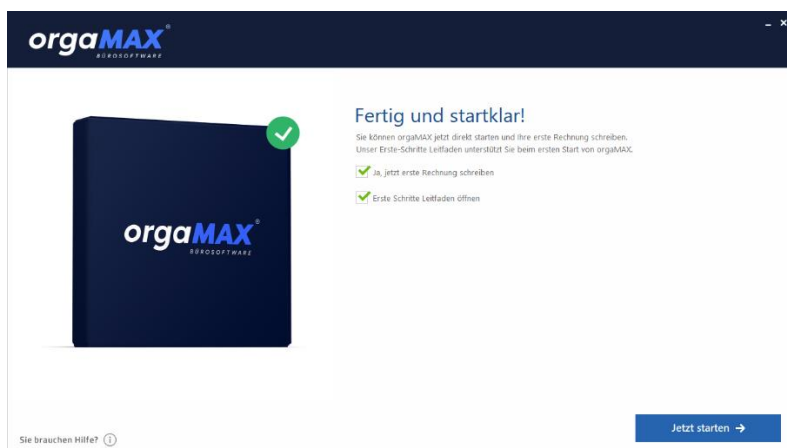 orgaMAX®
BÜROSOFTWARE
Fertig und startklar!
Sie können orgaMAX jetzt direkt starten und Ihre erste Rechnung schreiben.
Unser Erste-Schritte Leitfaden unterstützt Sie beim ersten Start von orgaMAX.
Ja, jetzt erste Rechnung schreiben
Erste Schritte Leitfaden öffnen
orgaMAX®
BÜROSOFTWARE
Jetzt starten →
Sie brauchen Hilfe?